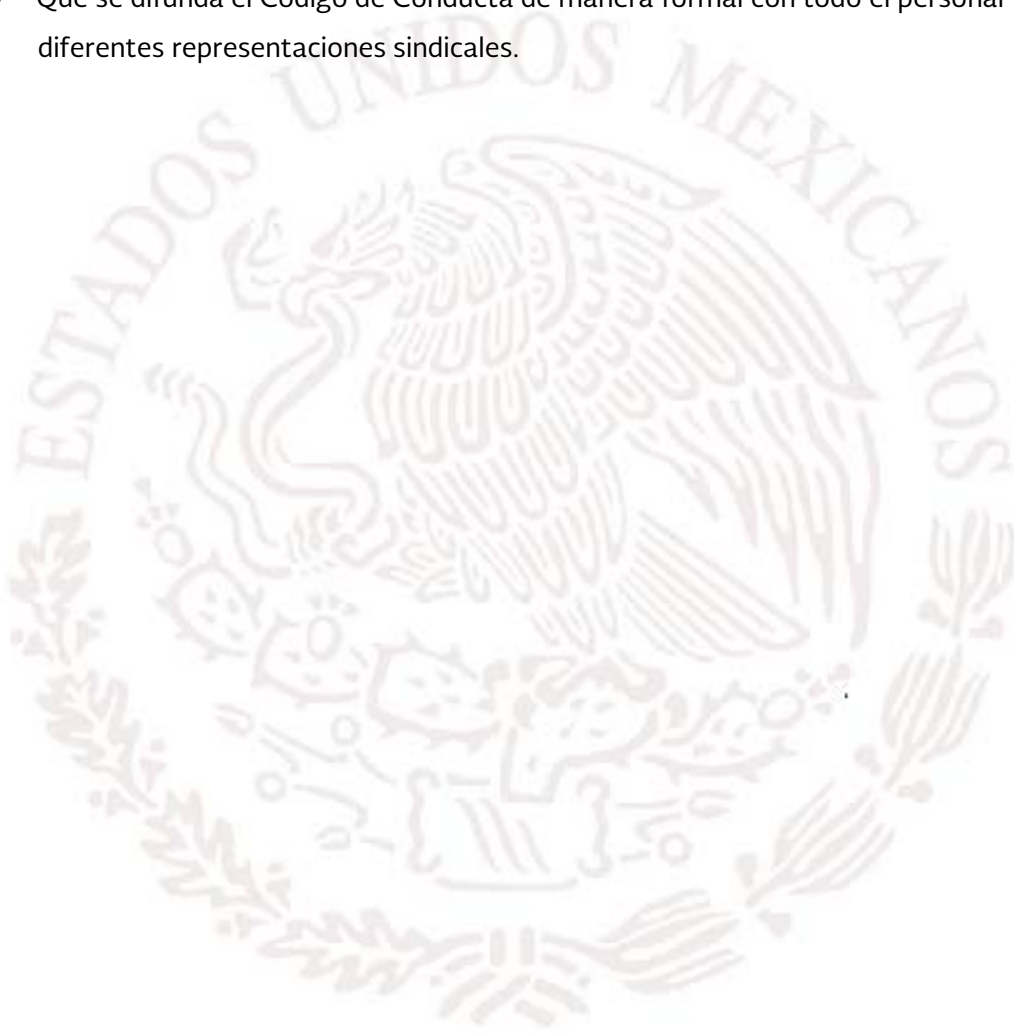 Que se difunda el Código de Conducta de manera formal con todo el personal
diferentes representaciones sindicales.
ESTADOS UNIDOS MEXICANOS